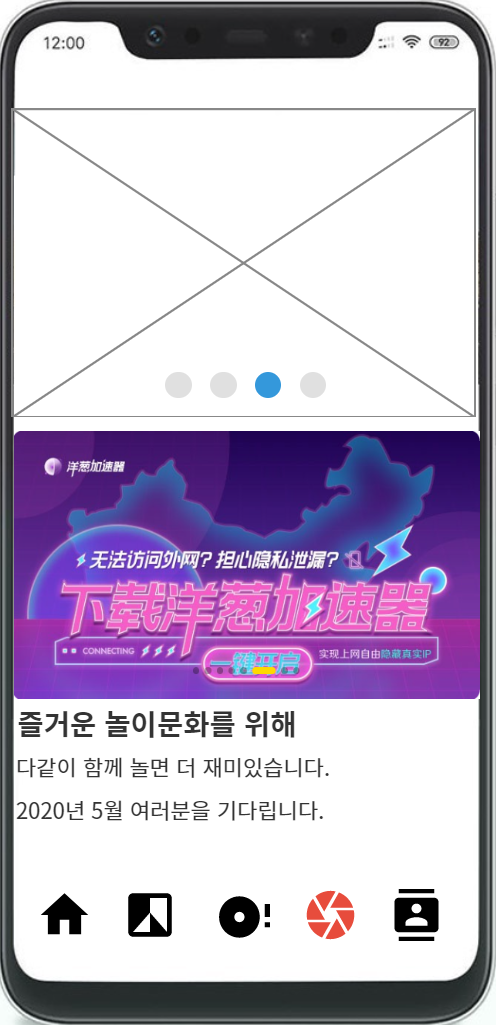 12:00
92
洋葱加速器
无法访问外网? 担心隐私泄漏?
下载洋葱加速器
CONNECTING
一键开启
实现上网自由隐藏真实IP
즐거운 놀이문화를 위해
다같이 함께 놀면 더 재미있습니다.
2020년 5월 여러분을 기다립니다.